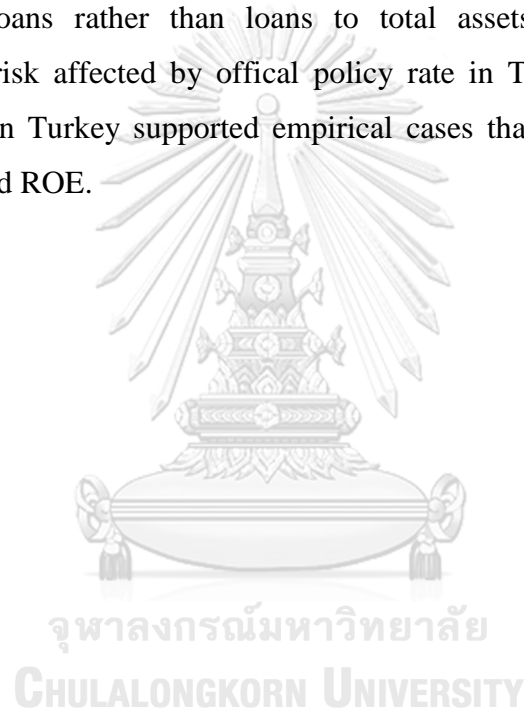 oans rather than loans to total assets
risk affected by offical policy rate in T
n Turkey supported empirical cases tha
d ROE.
จุฬาลงกรณ์มหาวิทยาลัย
CHULALONGKORN UNIVERSITY